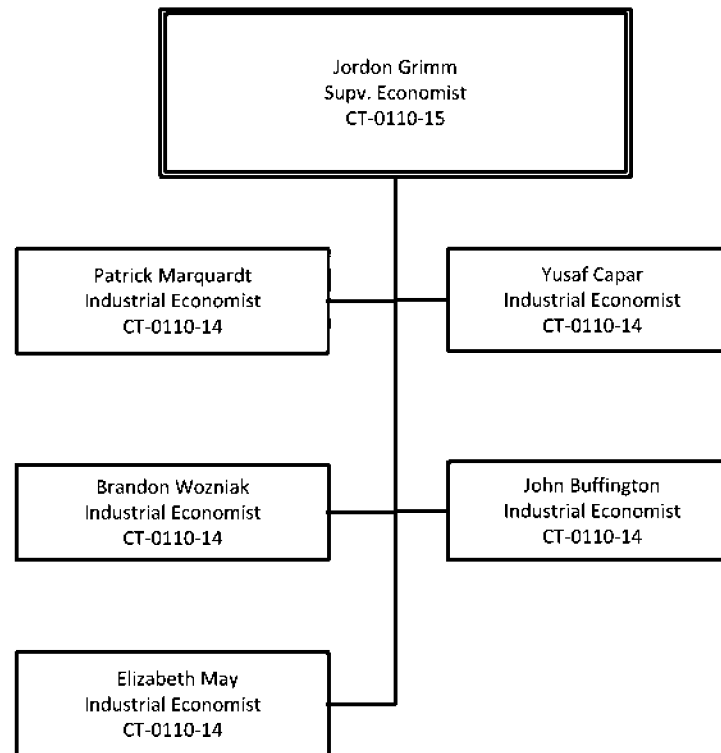 Jordon Grimm
Supv. Economist
CT-0110-15
Patrick Marquardt
Industrial Economist
CT-0110-14
Yusaf Capar
Industrial Economist
CT-0110-14
Brandon Wozniak
Industrial Economist
CT-0110-14
John Buffington
Industrial Economist
CT-0110-14
Elizabeth May
Industrial Economist
CT-0110-14